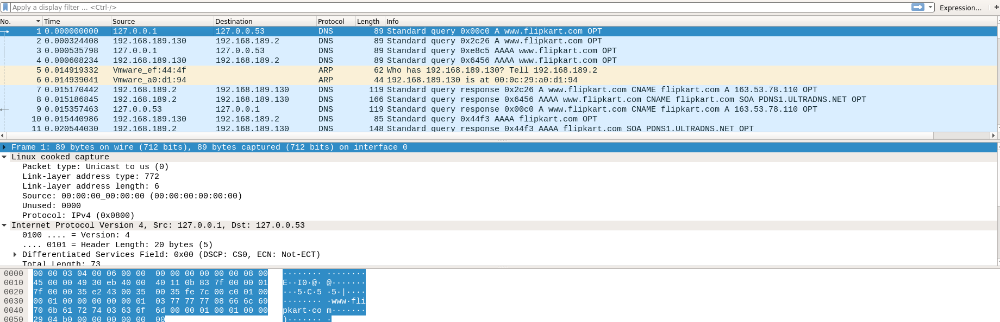 Apply a display filter ... <Ctrl-/> Expression... +
No. Time Source Destination Protocol Length Info
1 0.000000000 127.0.0.1 127.0.0.53 DNS 89 Standard query 0x00c0 A www.flipkart.com OPT
2 0.000324408 192.168.189.130 192.168.189.2 DNS 89 Standard query 0x2c26 A www.flipkart.com OPT
3 0.000535798 127.0.0.1 127.0.0.53 DNS 89 Standard query 0xe8c5 AAAA www.flipkart.com OPT
4 0.000608234 192.168.189.130 192.168.189.2 DNS 89 Standard query 0x6456 AAAA www.flipkart.com OPT
5 0.014919332 Vmware_ef:44:4f ARP 62 Who has 192.168.189.130? Tell 192.168.189.2
6 0.014939041 Vmware_a0:d1:94 ARP 44 192.168.189.130 is at 00:0c:29:a0:d1:94
7 0.015170442 192.168.189.2 192.168.189.130 DNS 119 Standard query response 0x2c26 A www.flipkart.com CNAME flipkart.com A 163.53.78.110 OPT
8 0.015186845 192.168.189.2 192.168.189.130 DNS 166 Standard query response 0x6456 AAAA www.flipkart.com CNAME flipkart.com SOA PDNS1.ULTRADNS.NET OPT
9 0.015357463 127.0.0.53 127.0.0.1 DNS 119 Standard query response 0x00c0 A www.flipkart.com CNAME flipkart.com A 163.53.78.110 OPT
10 0.015440986 192.168.189.130 192.168.189.2 DNS 85 Standard query 0x44f3 AAAA flipkart.com OPT
11 0.020544030 192.168.189.2 192.168.189.130 DNS 148 Standard query response 0x44f3 AAAA flipkart.com SOA PDNS1.ULTRADNS.NET OPT
Frame 1: 89 bytes on wire (712 bits), 89 bytes captured (712 bits) on interface 0
Linux cooked capture
Packet type: Unicast to us (0)
Link-layer address type: 772
Link-layer address length: 6
Source: 00:00:00_00:00:00 (00:00:00:00:00:00)
Unused: 0000
Protocol: IPv4 (0x0800)
Internet Protocol Version 4, Src: 127.0.0.1, Dst: 127.0.0.53
0100 .... = Version: 4
.... 0101 = Header Length: 20 bytes (5)
Differentiated Services Field: 0x00 (DSCP: CS0, ECN: Not-ECT)
Total Length: 73
0000 00 00 03 04 00 06 00 00 00 00 00 00 00 00 08 00 ········ ········
0010 45 00 00 49 30 eb 40 00 40 11 0b 83 7f 00 00 01 E··I0·@· @·······
0020 7f 00 00 35 e2 43 00 35 00 35 fe 7c 00 c0 01 00 ···5·C·5 ·5·|····
0030 00 01 00 00 00 00 00 01 03 77 77 77 08 66 6c 69 ········ ·www·fli
0040 70 6b 61 72 74 03 63 6f 6d 00 00 01 00 01 00 00 pkart·co m·······
0050 29 04 b0 00 00 00 00 00 00 )······· ·